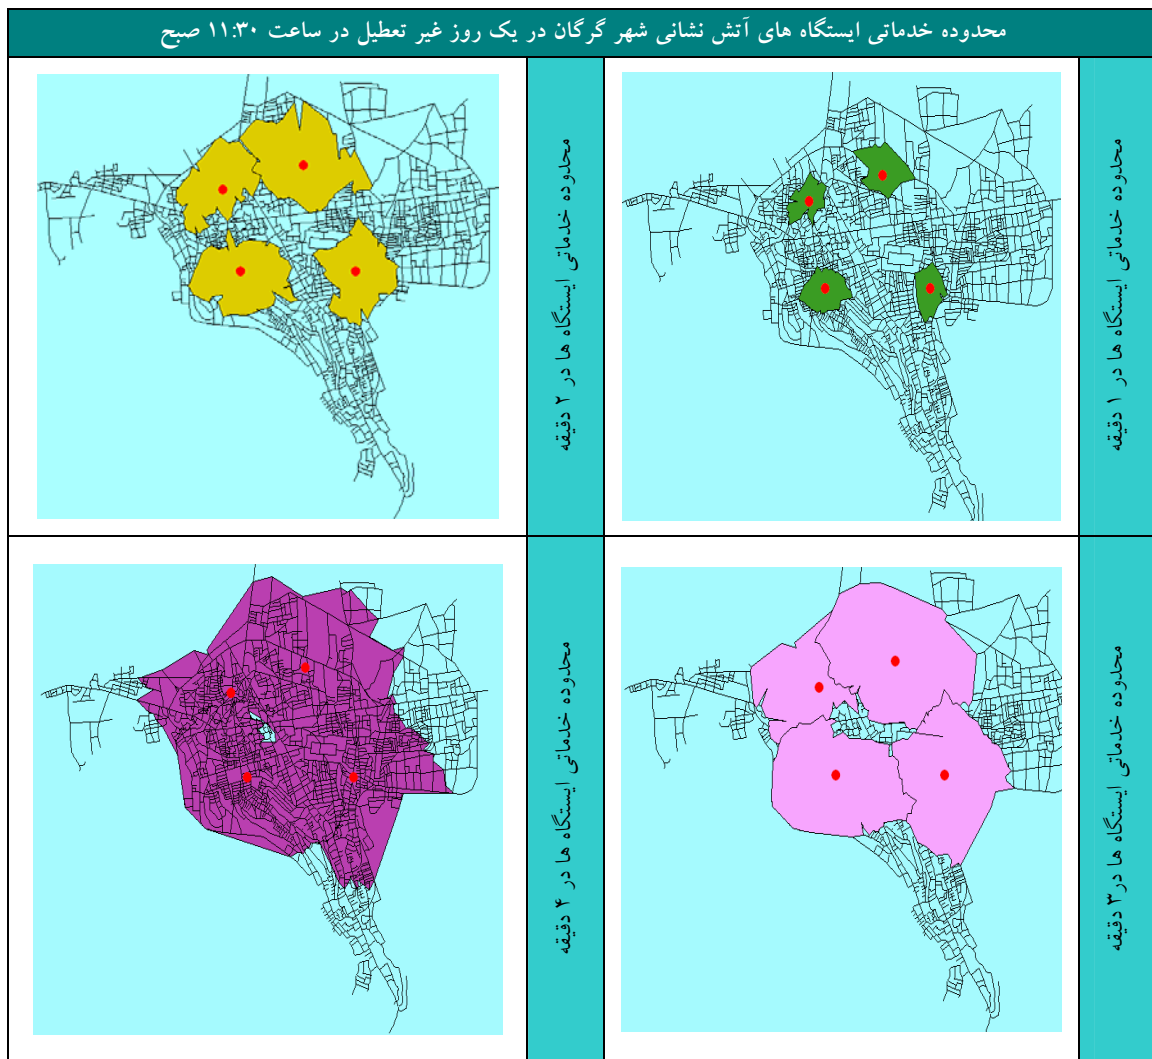 محدوده خدماتی ایستگاه های آتش نشانی شهر گرگان در یک روز غیر تعطیل در ساعت ۱۱:۳۰ صبح
محدوده خدماتی ایستگاه ها در ۱ دقیقه
محدوده خدماتی ایستگاه ها در ۲ دقیقه
محدوده خدماتی ایستگاه ها در۳ دقیقه
محدوده خدماتی ایستگاه ها در ۴ دقیقه